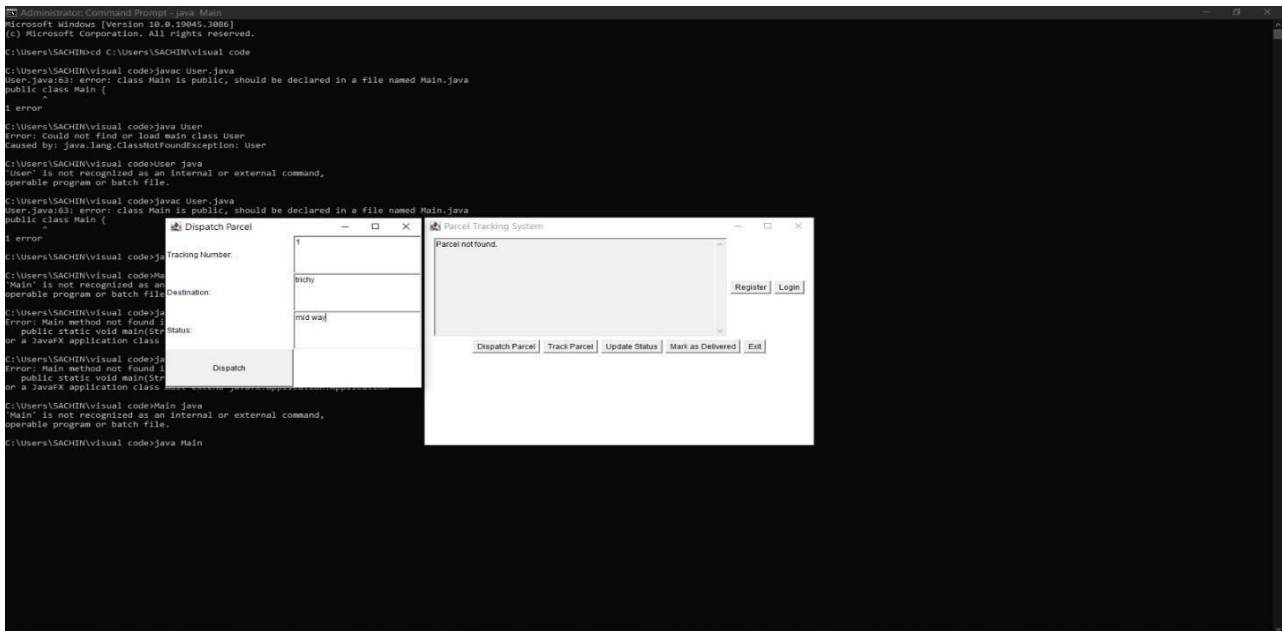 Administrator: Command Prompt - java Main
Microsoft Windows [Version 10.0.19045.3086]
(c) Microsoft Corporation. All rights reserved.
C:\Users\SACHIN>cd C:\Users\SACHIN\visual code
C:\Users\SACHIN\visual code>javac User.java
User.java:63: error: class Main is public, should be declared in a file named Main.java
public class Main {
^
1 error
C:\Users\SACHIN\visual code>java User
Error: Could not find or load main class User
Caused by: java.lang.ClassNotFoundException: User
C:\Users\SACHIN\visual code>User java
'User' is not recognized as an internal or external command,
operable program or batch file.
C:\Users\SACHIN\visual code>javac User.java
User.java:63: error: class Main is public, should be declared in a file named Main.java
public class Main {
^
1 error
C:\Users\SACHIN\visual code>ja
C:\Users\SACHIN\visual code>Ma
'Main' is not recognized as an
operable program or batch file
C:\Users\SACHIN\visual code>ja
Error: Main method not found i
public static void main(Str
or a JavaFX application class
C:\Users\SACHIN\visual code>ja
Error: Main method not found i
public static void main(Str
or a JavaFX application class
C:\Users\SACHIN\visual code>Main java
'Main' is not recognized as an internal or external command,
operable program or batch file.
C:\Users\SACHIN\visual code>java Main
Dispatch Parcel
Tracking Number:
1
Destination:
trichy
Status:
mid way
Dispatch
Parcel Tracking System
Parcel not found.
Register Login
Dispatch Parcel Track Parcel Update Status Mark as Delivered Exit